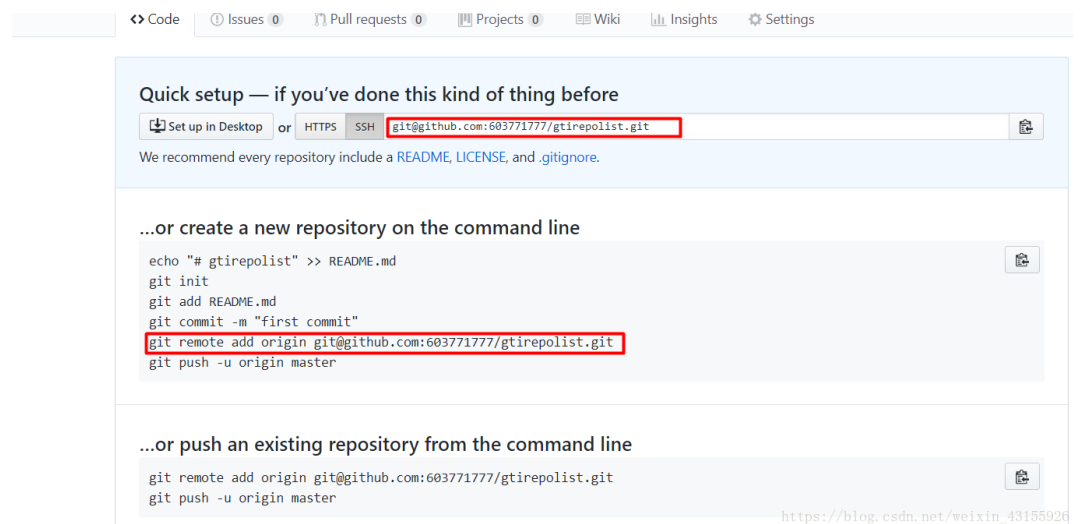 Code Issues 0 Pull requests 0 Projects 0 Wiki Insights Settings
Quick setup — if you’ve done this kind of thing before
Set up in Desktop or HTTPS SSH git@github.com:603771777/gtirepolist.git
We recommend every repository include a README, LICENSE, and .gitignore.
…or create a new repository on the command line
echo "# gtirepolist" >> README.md
git init
git add README.md
git commit -m "first commit"
git remote add origin git@github.com:603771777/gtirepolist.git
git push -u origin master
…or push an existing repository from the command line
git remote add origin git@github.com:603771777/gtirepolist.git
git push -u origin master
https://blog.csdn.net/weixin_43155926